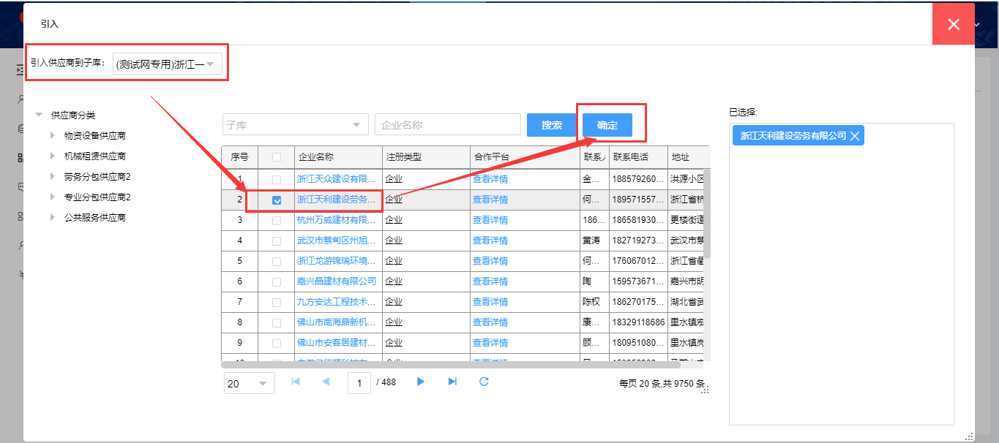 引入
引入供应商到子库： (测试网专用)浙江一
供应商分类
物资设备供应商
机械租赁供应商
劳务分包供应商2
专业分包供应商2
公共服务供应商
子库 企业名称 搜索 确定
序号 企业名称 注册类型 合作平台 联系 联系电话 地址
1 浙江天众建设有限... 企业 查看详情 金... 188579260... 洪源小区
2 浙江天利建设劳务... 企业 查看详情 何... 189571557... 浙江省杭
3 杭州万威建材有限... 企业 查看详情 186... 186581930... 更楼街道
4 武汉市蔡甸区州旭... 企业 查看详情 黄涛 182719273... 武汉市蔡
5 浙江龙游锦瑞环境... 企业 查看详情 何... 176067012... 浙江省衢
6 嘉兴晶建材有限公司 企业 查看详情 陶 159573671... 嘉兴市明
7 九方安达工程技术... 企业 查看详情 陈权 186270175... 湖北省武
8 佛山市南海鼎新机... 企业 查看详情 康... 18329118686 里水镇宏
9 佛山市安客居建材... 企业 查看详情 顾... 180951080... 里水镇岗
20 1 / 488 每页 20 条,共 9750 条
已选择:
浙江天利建设劳务有限公司